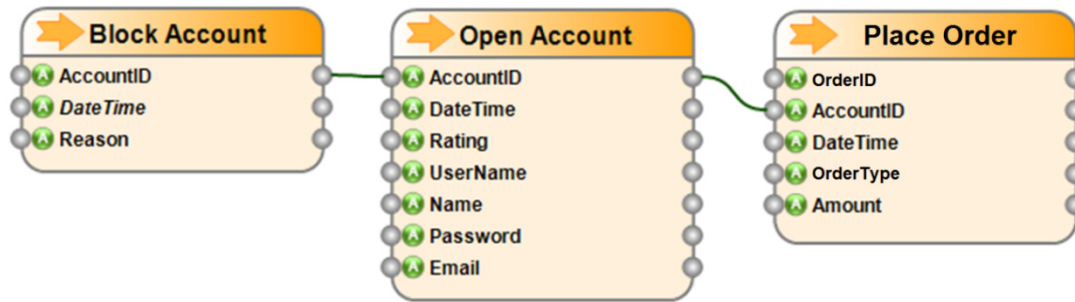 Block Account
AccountID
DateTime
Reason
Open Account
AccountID
DateTime
Rating
UserName
Name
Password
Email
Place Order
OrderID
AccountID
DateTime
OrderType
Amount